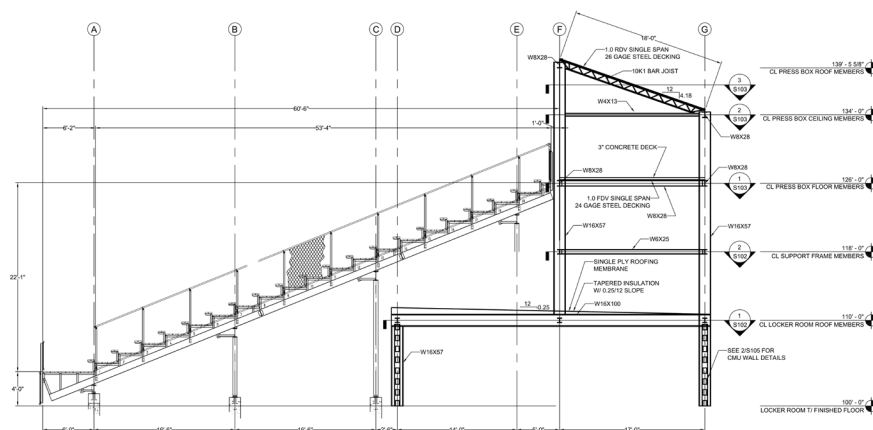 A
B
C
D
E
F
G
18'-0"
1.0 RDV SINGLE SPAN
26 GAGE STEEL DECKING
W8X28
10K1 BAR JOIST
12
4.18
139' - 5 5/8"
CL PRESS BOX ROOF MEMBERS
3
S103
60'-6"
W4X13
134' - 0"
CL PRESS BOX CEILING MEMBERS
2
S103
6'-2"
53'-4"
1'-0"
W8X28
3" CONCRETE DECK
W8X28
W8X28
126' - 0"
CL PRESS BOX FLOOR MEMBERS
1
S103
1.0 FDV SINGLE SPAN
24 GAGE STEEL DECKING
W8X28
W16X57
W16X57
W6X25
118' - 0"
CL SUPPORT FRAME MEMBERS
2
S102
22'-1"
SINGLE PLY ROOFING
MEMBRANE
TAPERED INSULATION
W/ 0.25/12 SLOPE
12
0.25
W16X100
110' - 0"
CL LOCKER ROOM ROOF MEMBERS
1
S102
W16X57
SEE 2/S105 FOR
CMU WALL DETAILS
4'-0"
100' - 0"
LOCKER ROOM T/ FINISHED FLOOR